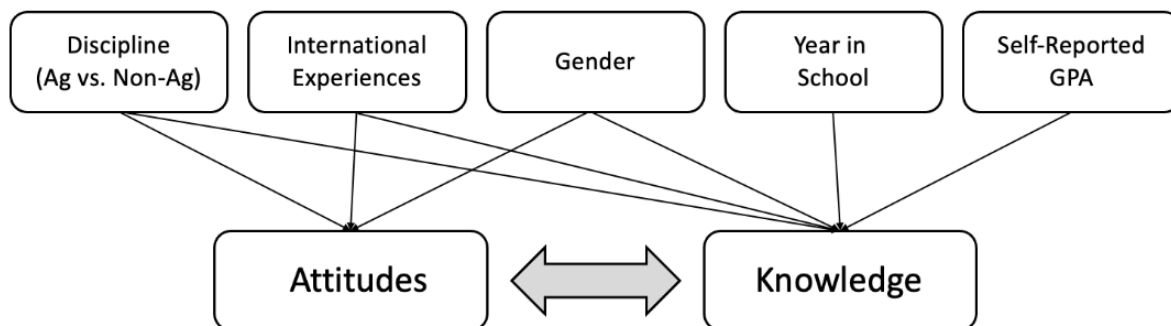 Discipline
(Ag vs. Non-Ag)
International
Experiences
Gender
Year in
School
Self-Reported
GPA
Attitudes
Knowledge